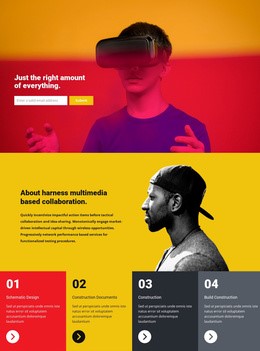 Just the right amount
of everything.
Enter a valid email address
Submit
About harness multimedia
based collaboration.
Quickly incentivize impactful action items before tactical
collaboration and idea-sharing. Monotonically engage market-
driven intellectual capital through wireless opportunities.
Progressively network performance based services for
functionalized testing procedures.
01
Schematic Design
Sed ut perspiciatis unde omnis iste
natus error sit voluptatem
accusantium doloremque
laudantium
02
Construction Documents
Sed ut perspiciatis unde omnis iste
natus error sit voluptatem
accusantium doloremque
laudantium
03
Construction
Sed ut perspiciatis unde omnis iste
natus error sit voluptatem
accusantium doloremque
laudantium
04
Build Construction
Sed ut perspiciatis unde omnis iste
natus error sit voluptatem
accusantium doloremque
laudantium